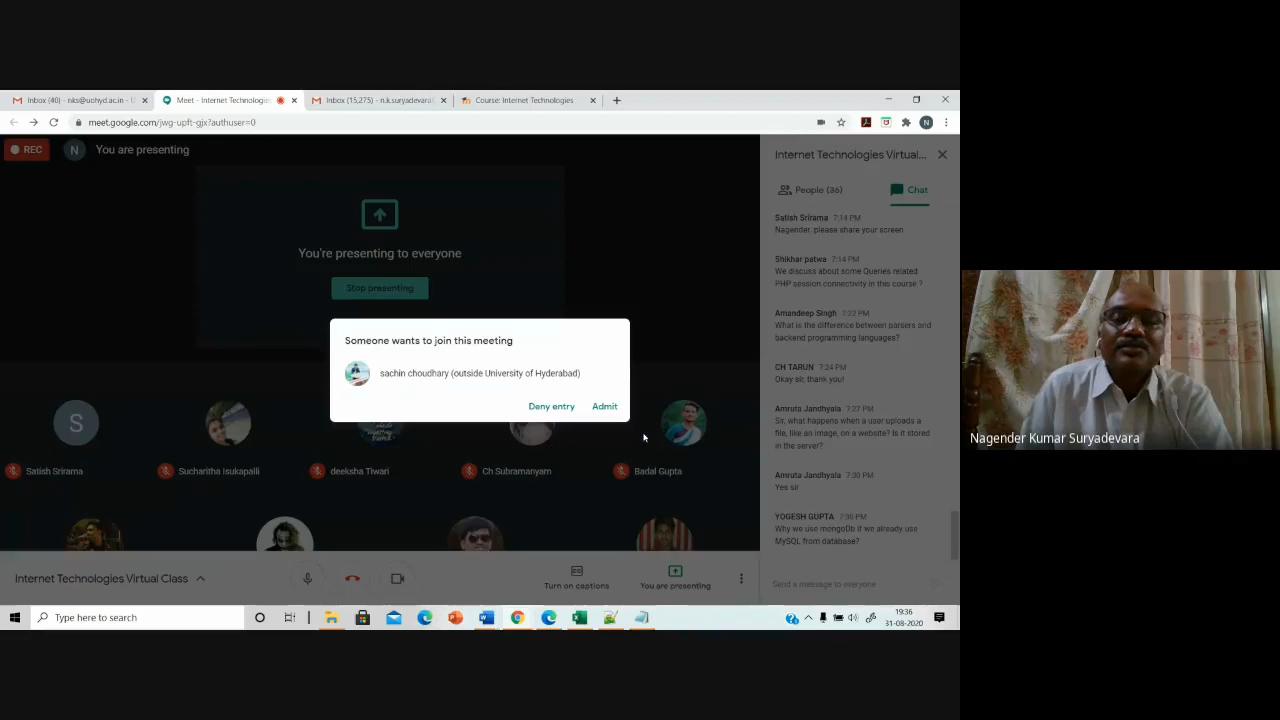 Inbox (40) - nks@uohyd.ac.in - U
Meet - Internet Technologies
Inbox (15,275) - n.k.suryadevara
Course: Internet Technologies
meet.google.com/jwg-upft-gjx?authuser=0
N
REC
N
You are presenting
Internet Technologies Virtual...
People (36)
Chat
You're presenting to everyone
Stop presenting
Satish Srirama 7:14 PM
Nagender, please share your screen
Shikhar patwa 7:14 PM
We discuss about some Queries related
PHP session connectivity in this course ?
Amandeep Singh 7:22 PM
What is the difference between parsers and
backend programming languages?
CH TARUN 7:24 PM
Okay sir, thank you!
Amruta Jandhyala 7:27 PM
Sir, what happens when a user uploads a
file, like an image, on a website? Is it stored
in the server?
Amruta Jandhyala 7:30 PM
Yes sir
YOGESH GUPTA 7:36 PM
Why we use mongoDb if we already use
MySQL from database?
Send a message to everyone
Someone wants to join this meeting
sachin choudhary (outside University of Hyderabad)
Deny entry
Admit
S
Satish Srirama
Sucharitha Isukapalli
deeksha Tiwari
Ch Subramanyam
Badal Gupta
Internet Technologies Virtual Class
Turn on captions
You are presenting
Type here to search
19:36
31-08-2020
Nagender Kumar Suryadevara